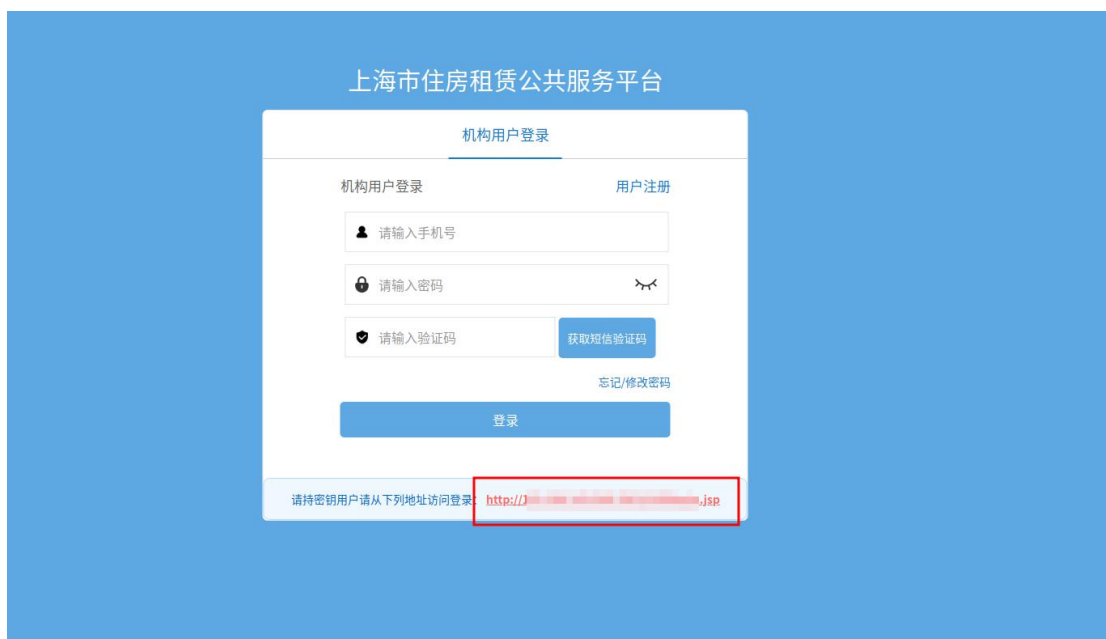 上海市住房租赁公共服务平台
机构用户登录
机构用户登录 用户注册
请输入手机号
请输入密码
请输入验证码 获取短信验证码
忘记/修改密码
登录
请持密钥用户请从下列地址访问登录: http:// .jsp